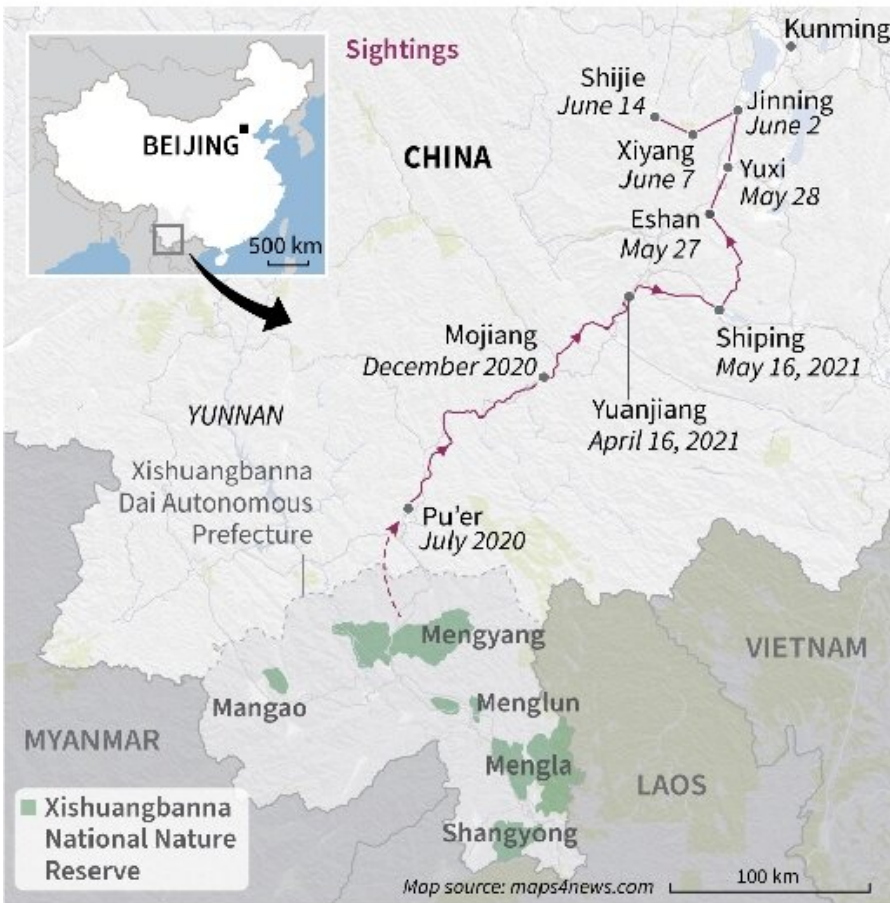 Sightings
Kunming
Shijie
June 14
Jinning
June 2
BEIJING
500 km
CHINA
Xiyang
June 7
Yuxi
May 28
Eshan
May 27
Mojiang
December 2020
Shiping
May 16, 2021
YUNNAN
Yuanjiang
April 16, 2021
Xishuangbanna
Dai Autonomous
Prefecture
Pu’er
July 2020
Mengyang
VIETNAM
Mangao
Menglun
MYANMAR
Mengla
LAOS
Xishuangbanna
National Nature
Reserve
Shangyong
Map source: maps4news.com
100 km